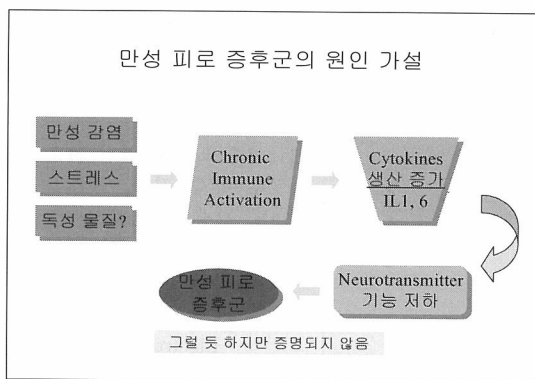 만성 피로 증후군의 원인 가설
만성 감염
스트레스
독성 물질?
Chronic
Immune
Activation
Cytokines
생산 증가
IL1, 6
Neurotransmitter
기능 저하
만성 피로
증후군
그럴 듯 하지만 증명되지 않음